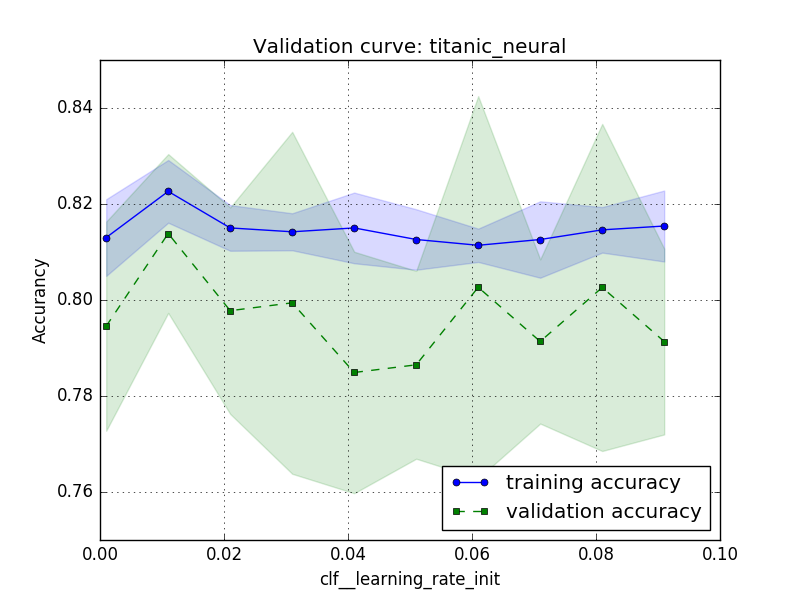 Validation curve: titanic_neural
Accurancy
0.84
0.82
0.80
0.78
0.76
training accuracy
validation accuracy
0.00 0.02 0.04 0.06 0.08 0.10
clf__learning_rate_init